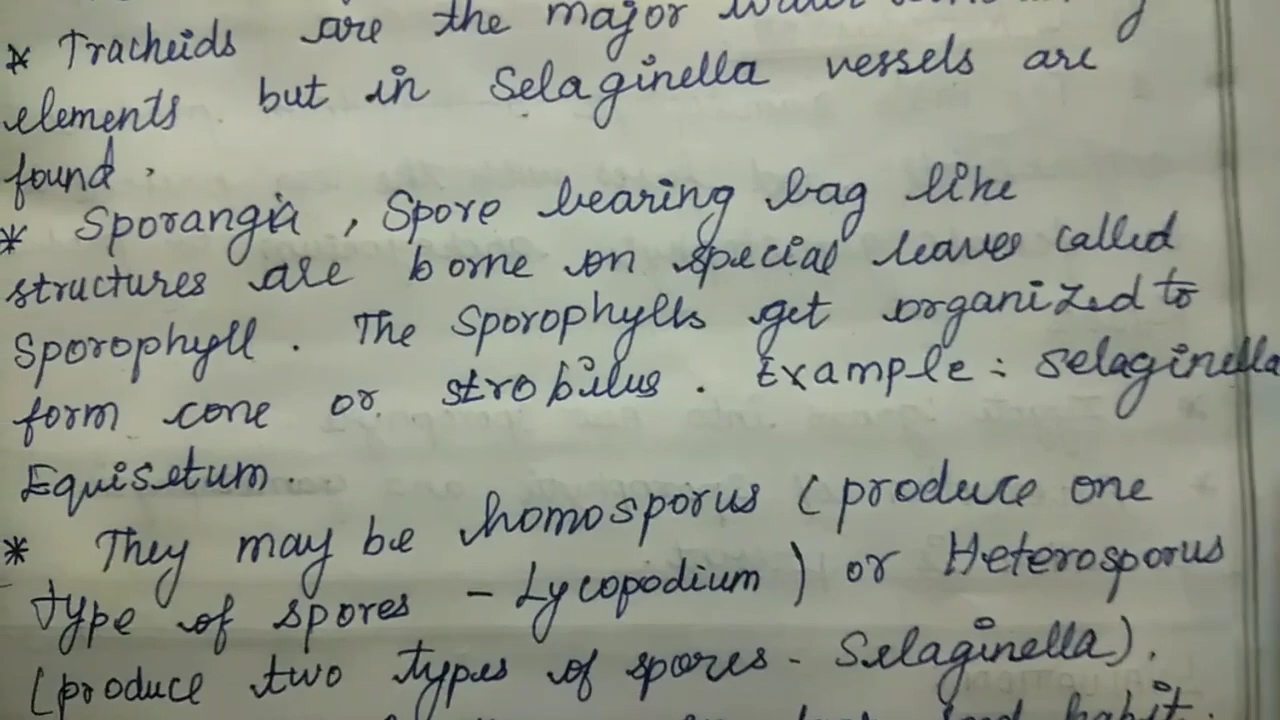 * Tracheids are the major water
elements but in Selaginella vessels are
found.
* Sporangia, Spore bearing bag like
structures are borne on special leaves called
Sporophyll. The Sporophylls get organized to
form cone or strobilus. Example: Selaginella
Equisetum.
* They may be homosporus (produce one
type of spores - Lycopodium) or Heterosporus
(produce two types of spores - Selaginella).
habit.